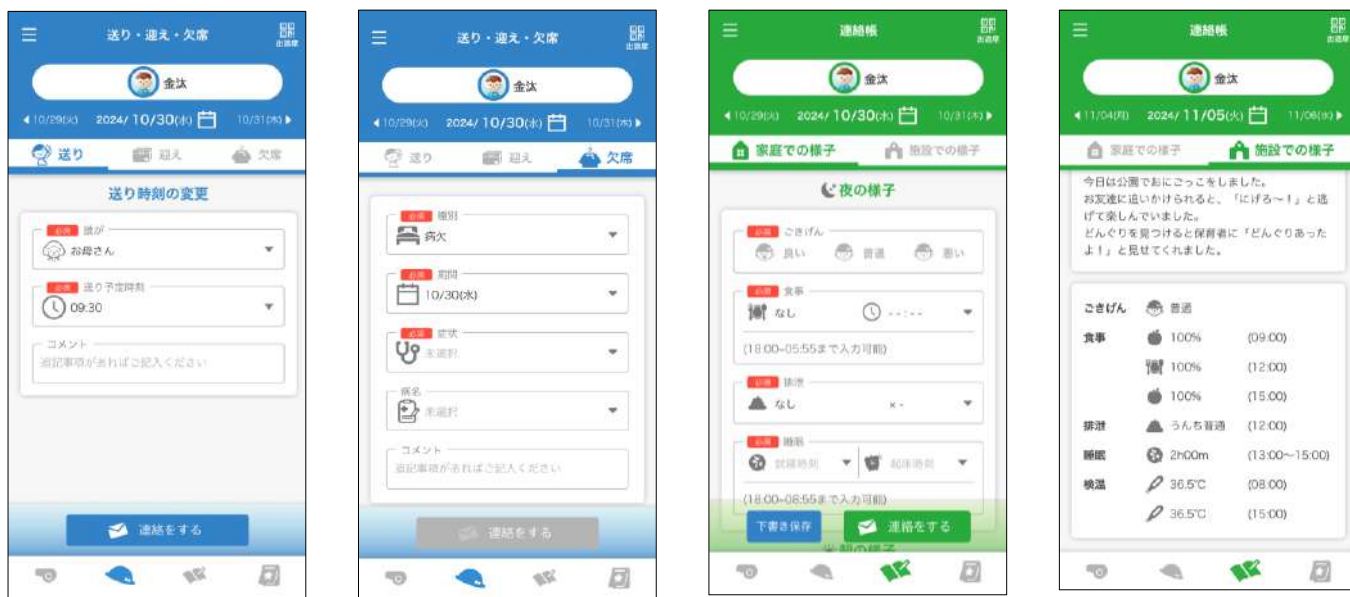 送り・迎え・欠席
出退席
金汰
10/29(火) 2024/ 10/30(水) 10/31(木)
送り 迎え 欠席
送り時刻の変更
必須 誰が
お母さん
必須 送り予定時刻
09:30
コメント
追記事項があればご記入ください
連絡をする
送り・迎え・欠席
出退席
金汰
10/29(火) 2024/ 10/30(水) 10/31(木)
送り 迎え 欠席
必須 種別
病欠
必須 期間
10/30(水)
必須 症状
未選択
病名
未選択
コメント
追記事項があればご記入ください
連絡をする
連絡帳
出退席
金汰
10/29(火) 2024/ 10/30(水) 10/31(木)
家庭での様子 施設での様子
夜の様子
必須 ごきげん
良い 普通 悪い
必須 食事
なし --:--
(18:00~05:55まで入力可能)
必須 排泄
なし × -
必須 睡眠
就寝時刻 起床時刻
(18:00~08:55まで入力可能)
下書き保存 連絡をする
連絡帳
出退席
金汰
11/04(月) 2024/ 11/05(火) 11/06(水)
家庭での様子 施設での様子
今日は公園でおにごっこをしました。
お友達に追いかけられると、「にげろ〜!」と逃
げて楽しんでいました。
どんぐりを見つけると保育者に「どんぐりあった
よ!」と見せてくれました。
ごきげん 普通
食事 100% (09:00)
100% (12:00)
100% (15:00)
排泄 うんち普通 (12:00)
睡眠 2h00m (13:00〜15:00)
検温 36.5℃ (08:00)
36.5℃ (15:00)